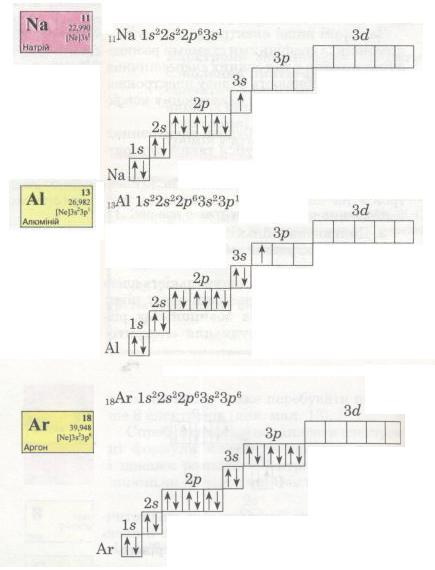 Na 11
22,990
[Ne]3s¹
Натрій
₁₁Na 1s²2s²2p⁶3s¹
3d
3p
3s
2p
2s
1s
Na
Al 13
26,982
[Ne]3s²3p¹
Алюміній
₁₃Al 1s²2s²2p⁶3s²3p¹
3d
3p
3s
2p
2s
1s
Al
Ar 18
39,948
[Ne]3s²3p⁶
Аргон
₁₈Ar 1s²2s²2p⁶3s²3p⁶
3d
3p
3s
2p
2s
1s
Ar